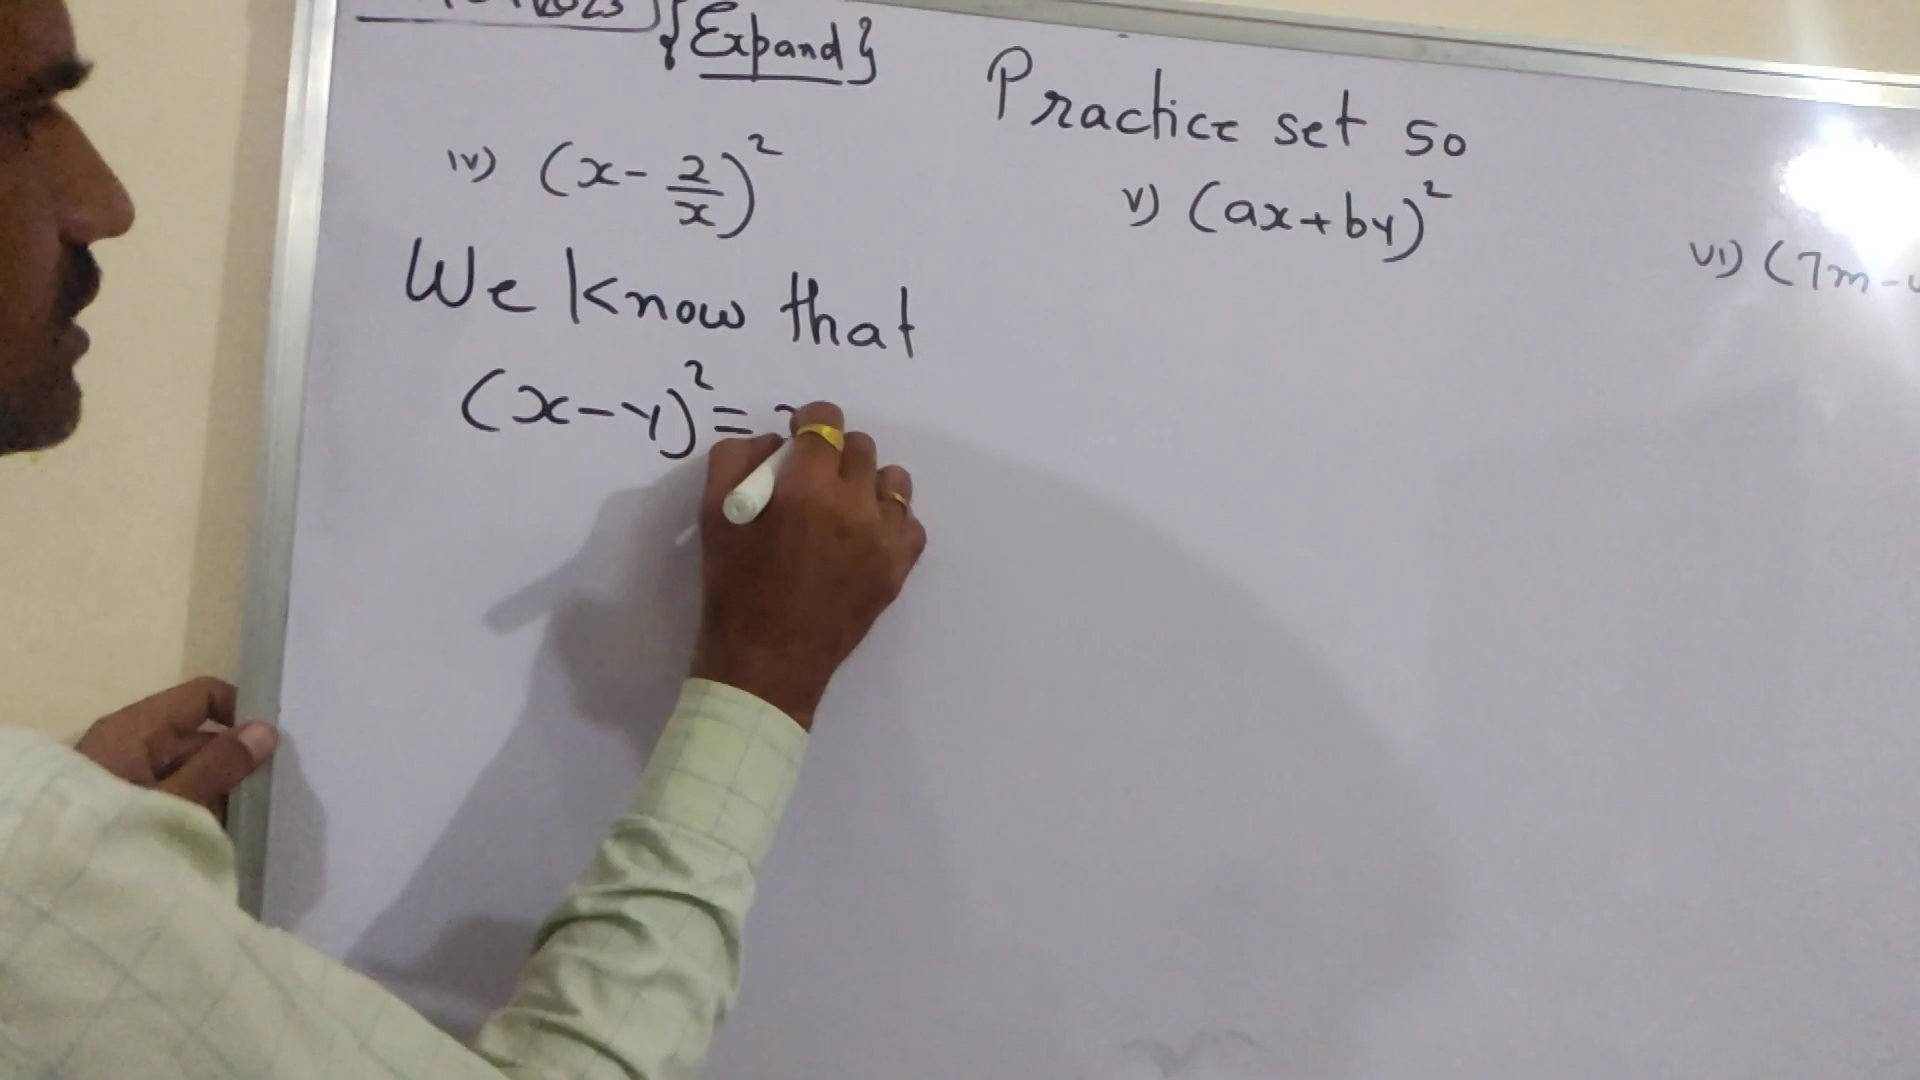 {Expand}
Practice set 50
iv) (x - 2/x)²
v) (ax+by)²
vi) (7m-
We know that
(x-y)² =